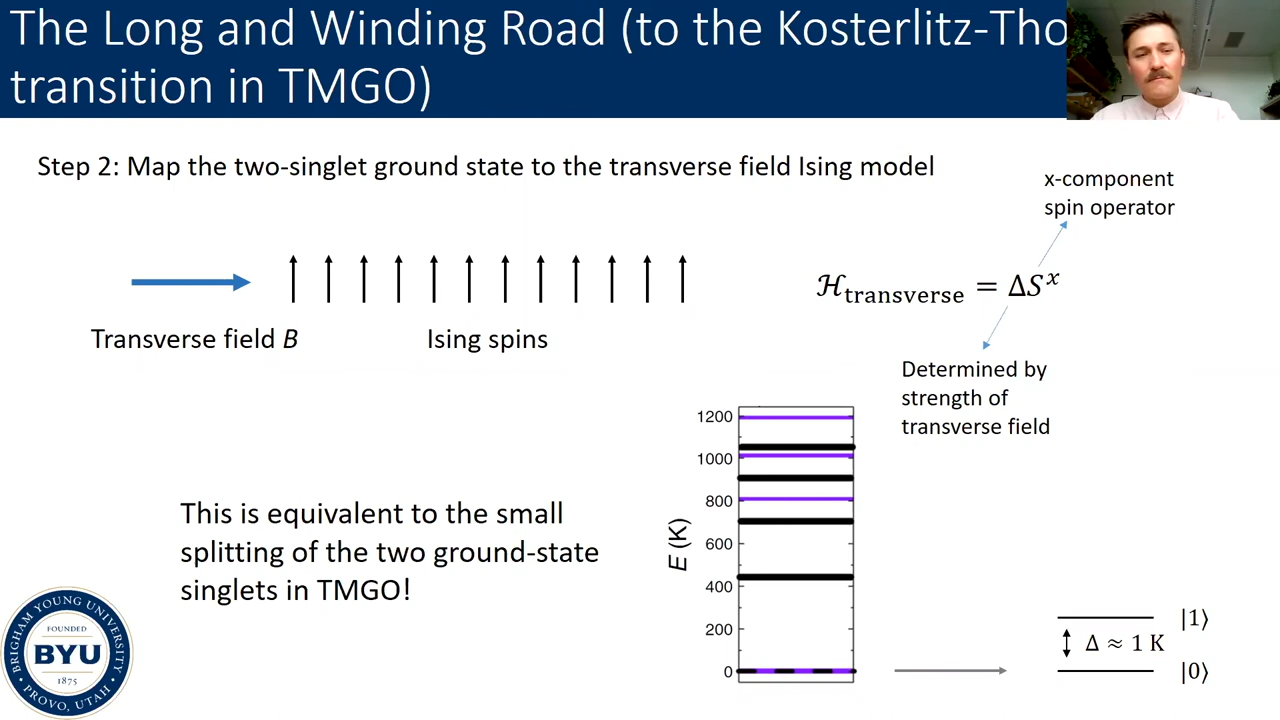 The Long and Winding Road (to the Kosterlitz-Tho
transition in TMGO)
Step 2: Map the two-singlet ground state to the transverse field Ising model
x-component
spin operator
ℋtransverse = ΔSˣ
Transverse field B
Ising spins
Determined by
strength of
transverse field
This is equivalent to the small
splitting of the two ground-state
singlets in TMGO!
E (K)
1200
1000
800
600
400
200
0
|1⟩
Δ ≈ 1 K
|0⟩
BRIGHAM YOUNG UNIVERSITY
FOUNDED
BYU
1875
PROVO, UTAH